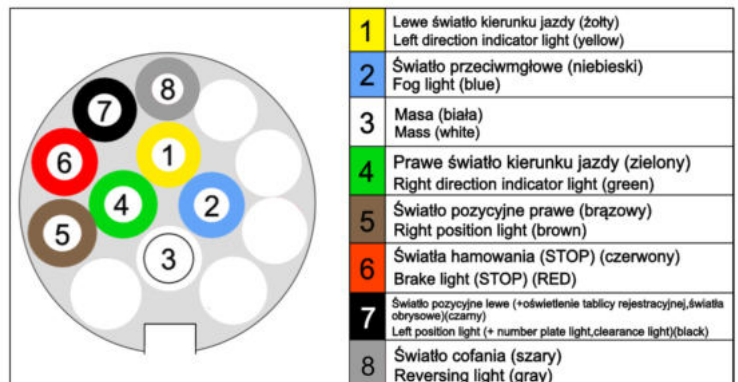 8
7
1
6
4
2
5
3
1
Lewe światło kierunku jazdy (żołty)
Left direction indicator light (yellow)
2
Światło przeciwmgłowe (niebieski)
Fog light (blue)
3
Masa (biała)
Mass (white)
4
Prawe światło kierunku jazdy (zielony)
Right direction indicator light (green)
5
Światło pozycyjne prawe (brązowy)
Right position light (brown)
6
Światła hamowania (STOP) (czerwony)
Brake light (STOP) (RED)
7
Światło pozycyjne lewe (+oświetlenie tablicy rejestracyjnej,światła
obrysowe)(czarny)
Left position light (+ number plate light,clearance light)(black)
8
Światło cofania (szary)
Reversing light (gray)